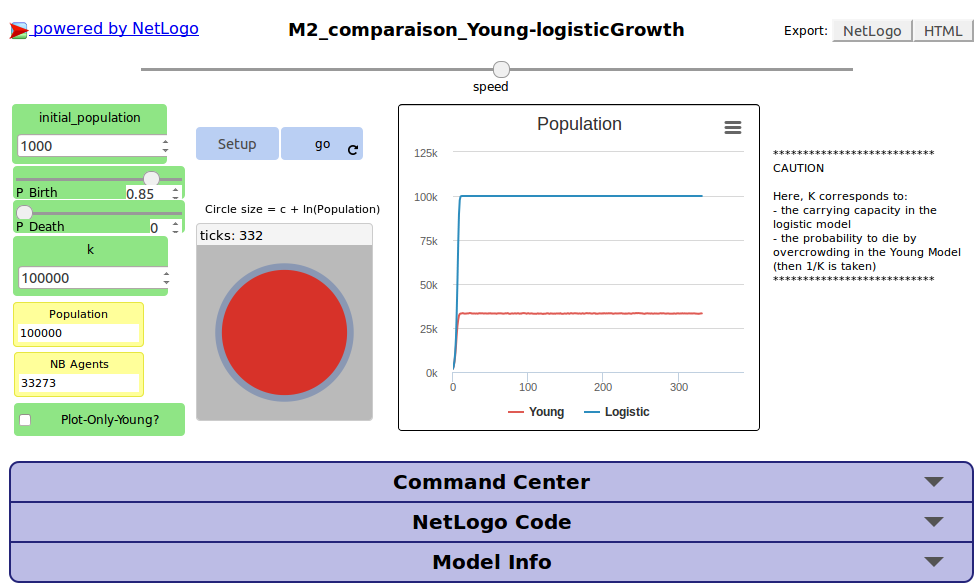 powered by NetLogo
M2_comparaison_Young-logisticGrowth
Export: NetLogo HTML
speed
initial_population
1000
P_Birth 0.85
P_Death 0
k
100000
Population
100000
NB Agents
33273
Plot-Only-Young?
Setup
go
Circle size = c + ln(Population)
ticks: 332
Population
125k
100k
75k
50k
25k
0k
0 100 200 300
Young Logistic
***************************
CAUTION
Here, K corresponds to:
- the carrying capacity in the
logistic model
- the probability to die by
overcrowding in the Young Model
(then 1/K is taken)
***************************
Command Center
NetLogo Code
Model Info